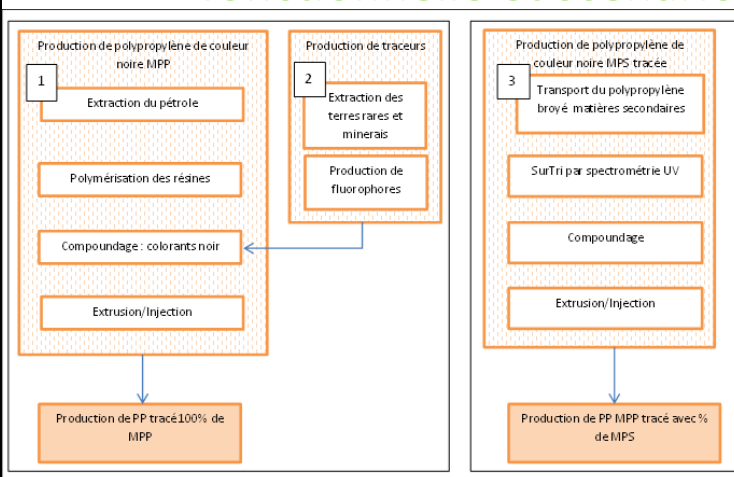 Production de polypropylène de couleur
noire MPP
1
Extraction du pétrole
Polymérisation des résines
Compoundage : colorants noir
Extrusion/Injection
Production de PP tracé 100% de
MPP
Production de traceurs
2
Extraction des
terres rares et
minerais
Production de
fluorophores
Production de polypropylène de
couleur noire MPS tracée
3
Transport du polypropylène
broyé matières secondaires
SurTri par spectrométrie UV
Compoundage
Extrusion/Injection
Production de PP MPP tracé avec %
de MPS